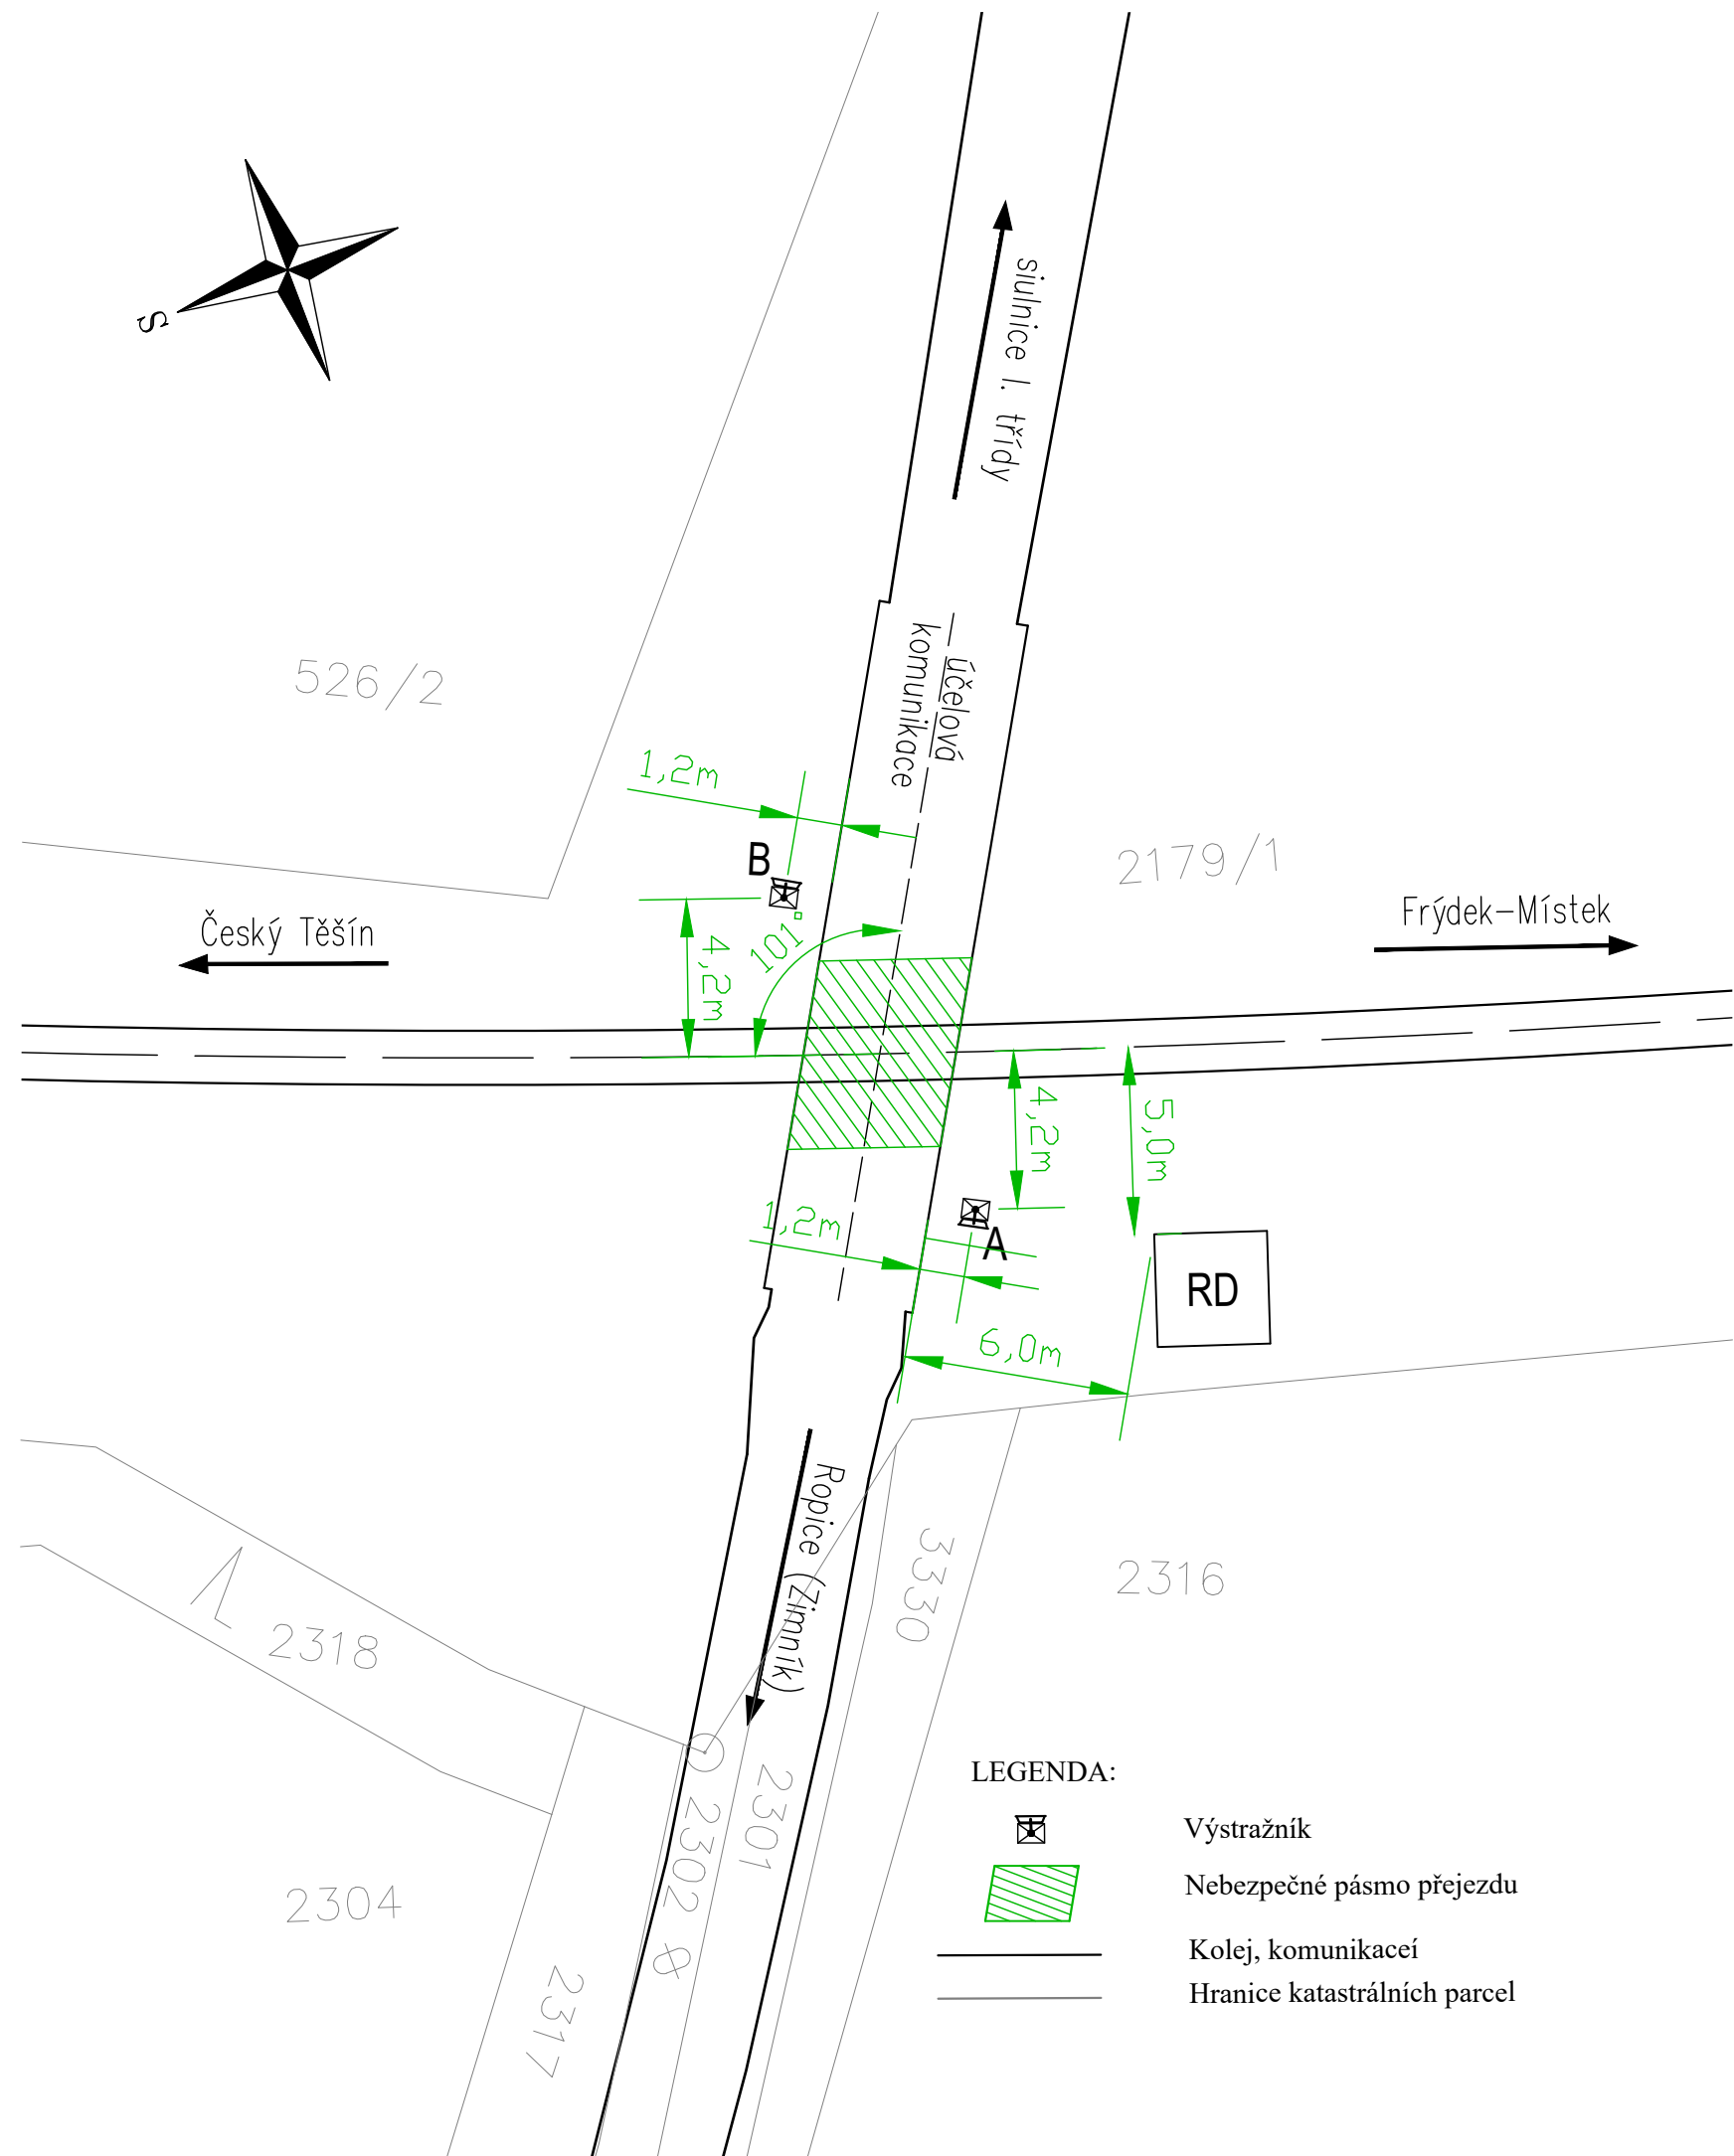 S
siulnice I. třídy
účelová
komunikace
526/2
1,2m
B
2179/1
Český Těšín
Frýdek-Místek
101°
4,2m
4,2m
5,0m
1,2m
A
RD
6,0m
Ropice (Zimník)
3330
2316
2318
2301
2302
2304
2317
LEGENDA:
Výstražník
Nebezpečné pásmo přejezdu
Kolej, komunikaceí
Hranice katastrálních parcel